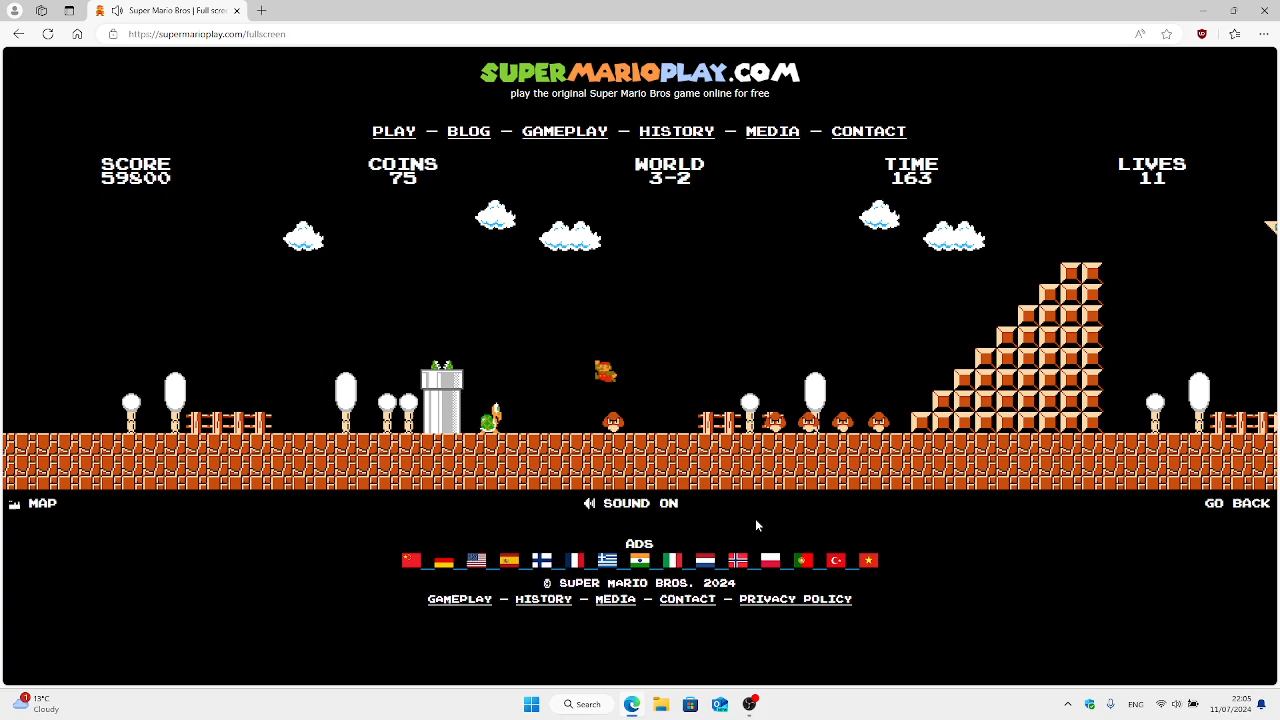 Super Mario Bros | Full scree
https://supermarioplay.com/fullscreen
SUPERMARIOPLAY.COM
play the original Super Mario Bros game online for free
PLAY — BLOG — GAMEPLAY — HISTORY — MEDIA — CONTACT
SCORE COINS WORLD TIME LIVES
59800 75 3-2 163 11
MAP SOUND ON GO BACK
ADS
© SUPER MARIO BROS. 2024
GAMEPLAY — HISTORY — MEDIA — CONTACT — PRIVACY POLICY
1 13°C Search ENG 22:05
Cloudy 11/07/2024